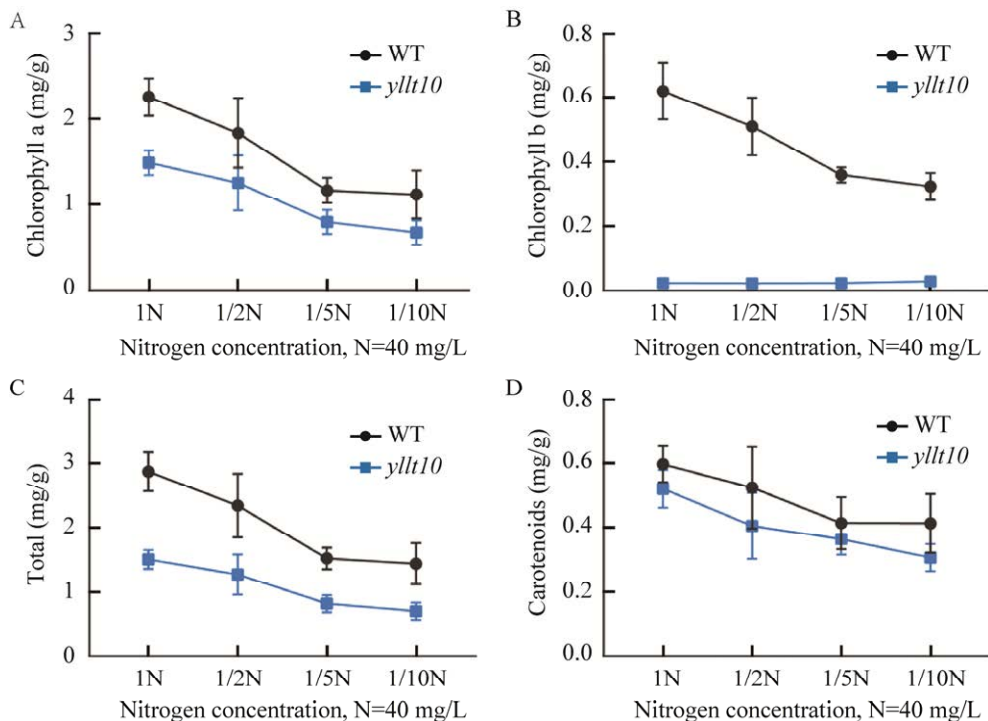 A
Chlorophyll a (mg/g)
3
2
1
0
WT
yllt10
1N 1/2N 1/5N 1/10N
Nitrogen concentration, N=40 mg/L
B
Chlorophyll b (mg/g)
0.8
0.6
0.4
0.2
0.0
WT
yllt10
1N 1/2N 1/5N 1/10N
Nitrogen concentration, N=40 mg/L
C
Total (mg/g)
4
3
2
1
0
WT
yllt10
1N 1/2N 1/5N 1/10N
Nitrogen concentration, N=40 mg/L
D
Carotenoids (mg/g)
0.8
0.6
0.4
0.2
0.0
WT
yllt10
1N 1/2N 1/5N 1/10N
Nitrogen concentration, N=40 mg/L